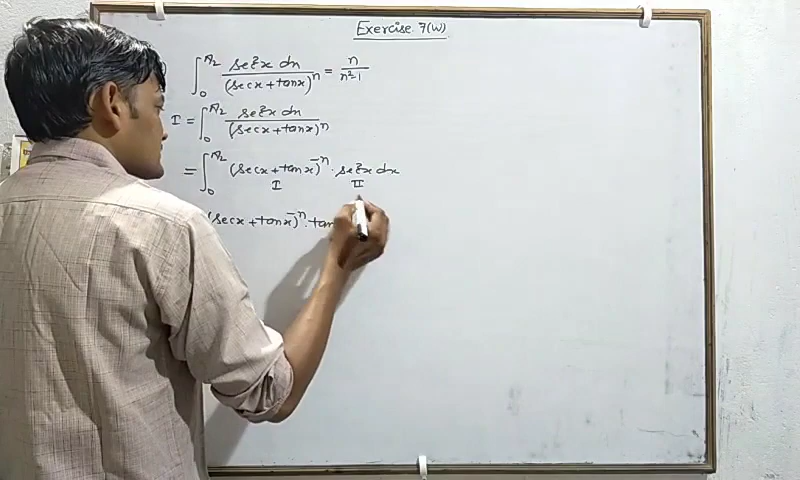 Exercise 7(W)
∫₀^(π/2) sec²x dx / (secx + tanx)ⁿ = n / (n²-1)
I = ∫₀^(π/2) sec²x dx / (secx + tanx)ⁿ
= ∫₀^(π/2) (secx + tanx)⁻ⁿ · sec²x dx
I II
(secx + tanx)⁻ⁿ · tan